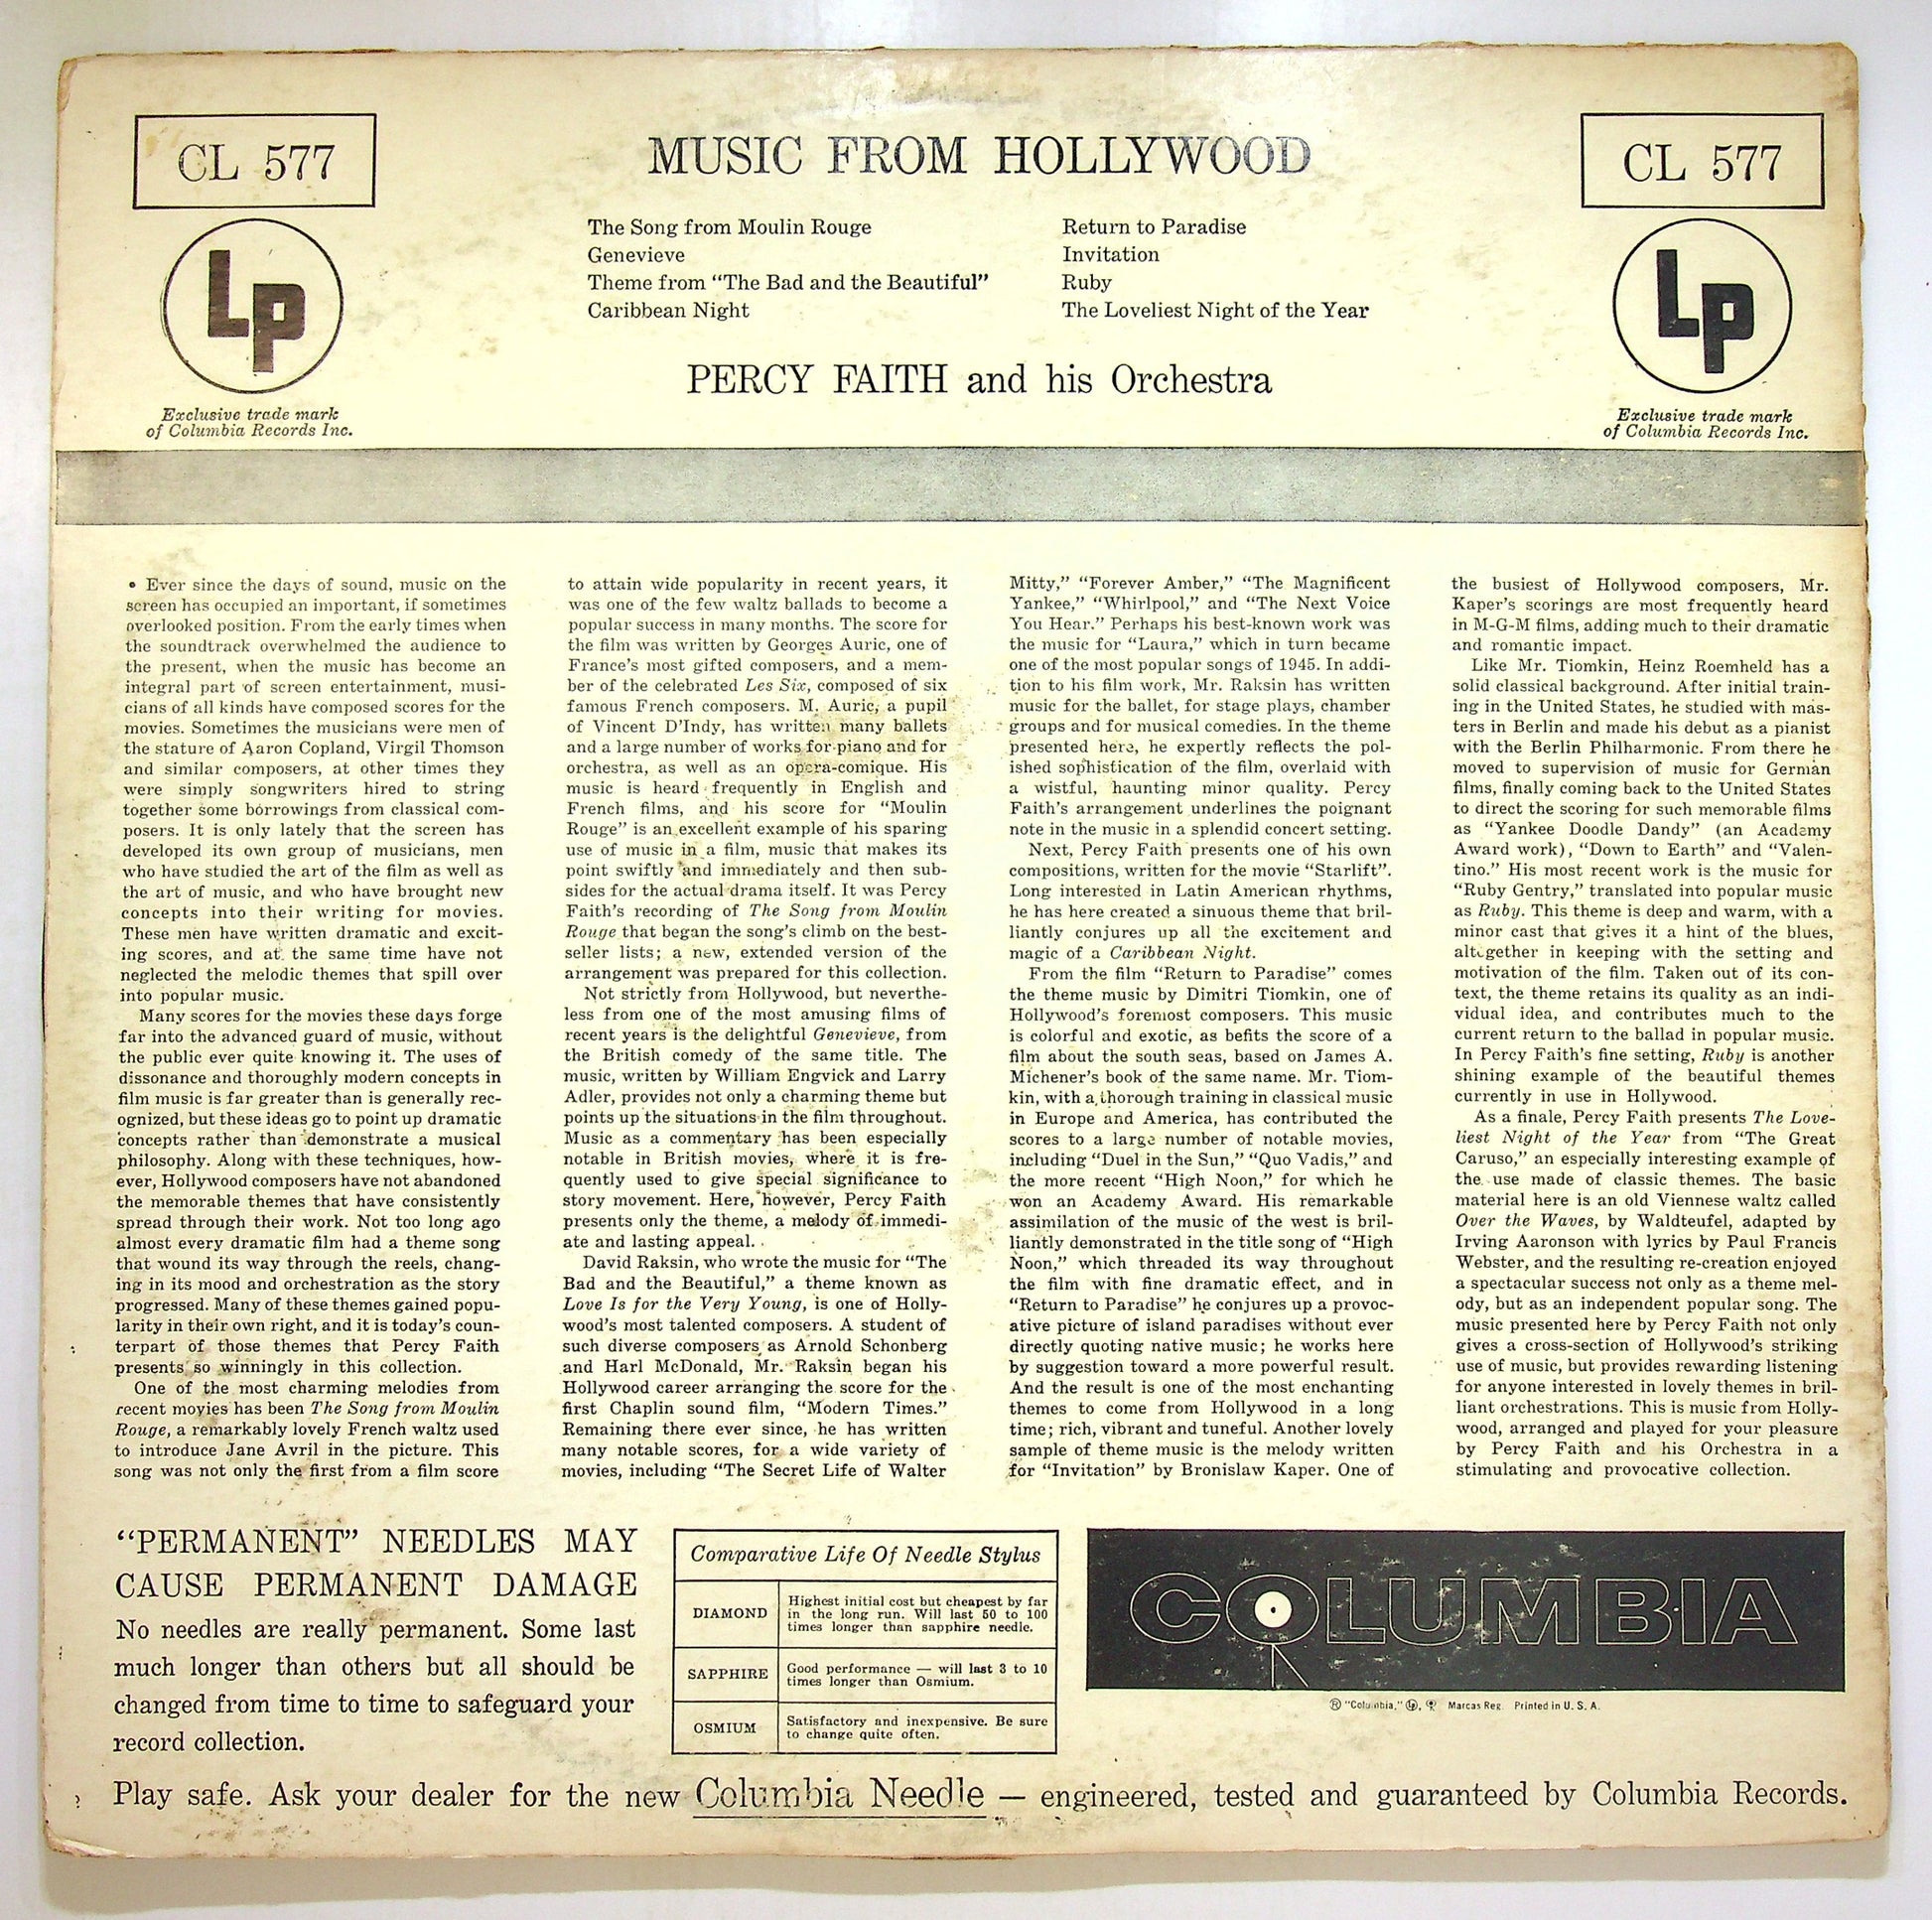 CL 577
MUSIC FROM HOLLYWOOD
CL 577
LP
Exclusive trade mark
of Columbia Records Inc.
The Song from Moulin Rouge
Genevieve
Theme from “The Bad and the Beautiful”
Caribbean Night
Return to Paradise
Invitation
Ruby
The Loveliest Night of the Year
PERCY FAITH and his Orchestra
LP
Exclusive trade mark
of Columbia Records Inc.
• Ever since the days of sound, music on the
screen has occupied an important, if sometimes
overlooked position. From the early times when
the soundtrack overwhelmed the audience to
the present, when the music has become an
integral part of screen entertainment, musi-
cians of all kinds have composed scores for the
movies. Sometimes the musicians were men of
the stature of Aaron Copland, Virgil Thomson
and similar composers, at other times they
were simply songwriters hired to string
together some borrowings from classical com-
posers. It is only lately that the screen has
developed its own group of musicians, men
who have studied the art of the film as well as
the art of music, and who have brought new
concepts into their writing for movies.
These men have written dramatic and excit-
ing scores, and at the same time have not
neglected the melodic themes that spill over
into popular music.
Many scores for the movies these days forge
far into the advanced guard of music, without
the public ever quite knowing it. The uses of
dissonance and thoroughly modern concepts in
film music is far greater than is generally rec-
ognized, but these ideas go to point up dramatic
concepts rather than demonstrate a musical
philosophy. Along with these techniques, how-
ever, Hollywood composers have not abandoned
the memorable themes that have consistently
spread through their work. Not too long ago
almost every dramatic film had a theme song
that wound its way through the reels, chang-
ing in its mood and orchestration as the story
progressed. Many of these themes gained popu-
larity in their own right, and it is today's coun-
terpart of those themes that Percy Faith
presents so winningly in this collection.
One of the most charming melodies from
recent movies has been The Song from Moulin
Rouge, a remarkably lovely French waltz used
to introduce Jane Avril in the picture. This
song was not only the first from a film score
to attain wide popularity in recent years, it
was one of the few waltz ballads to become a
popular success in many months. The score for
the film was written by Georges Auric, one of
France's most gifted composers, and a mem-
ber of the celebrated Les Six, composed of six
famous French composers. M. Auric, a pupil
of Vincent D'Indy, has written many ballets
and a large number of works for piano and for
orchestra, as well as an opera-comique. His
music is heard frequently in English and
French films, and his score for “Moulin
Rouge” is an excellent example of his sparing
use of music in a film, music that makes its
point swiftly and immediately and then sub-
sides for the actual drama itself. It was Percy
Faith's recording of The Song from Moulin
Rouge that began the song's climb on the best-
seller lists; a new, extended version of the
arrangement was prepared for this collection.
Not strictly from Hollywood, but neverthe-
less from one of the most amusing films of
recent years is the delightful Genevieve, from
the British comedy of the same title. The
music, written by William Engvick and Larry
Adler, provides not only a charming theme but
points up the situations in the film throughout.
Music as a commentary has been especially
notable in British movies, where it is fre-
quently used to give special significance to
story movement. Here, however, Percy Faith
presents only the theme, a melody of immedi-
ate and lasting appeal.
David Raksin, who wrote the music for “The
Bad and the Beautiful,” a theme known as
Love Is for the Very Young, is one of Holly-
wood's most talented composers. A student of
such diverse composers as Arnold Schonberg
and Harl McDonald, Mr. Raksin began his
Hollywood career arranging the score for the
first Chaplin sound film, “Modern Times.”
Remaining there ever since, he has written
many notable scores, for a wide variety of
movies, including “The Secret Life of Walter
Mitty,” “Forever Amber,” “The Magnificent
Yankee,” “Whirlpool,” and “The Next Voice
You Hear.” Perhaps his best-known work was
the music for “Laura,” which in turn became
one of the most popular songs of 1945. In addi-
tion to his film work, Mr. Raksin has written
music for the ballet, for stage plays, chamber
groups and for musical comedies. In the theme
presented here, he expertly reflects the pol-
ished sophistication of the film, overlaid with
a wistful, haunting minor quality. Percy
Faith's arrangement underlines the poignant
note in the music in a splendid concert setting.
Next, Percy Faith presents one of his own
compositions, written for the movie “Starlift”.
Long interested in Latin American rhythms,
he has here created a sinuous theme that bril-
liantly conjures up all the excitement and
magic of a Caribbean Night.
From the film “Return to Paradise” comes
the theme music by Dimitri Tiomkin, one of
Hollywood's foremost composers. This music
is colorful and exotic, as befits the score of a
film about the south seas, based on James A.
Michener's book of the same name. Mr. Tiom-
kin, with a thorough training in classical music
in Europe and America, has contributed the
scores to a large number of notable movies,
including “Duel in the Sun,” “Quo Vadis,” and
the more recent “High Noon,” for which he
won an Academy Award. His remarkable
assimilation of the music of the west is bril-
liantly demonstrated in the title song of “High
Noon,” which threaded its way throughout
the film with fine dramatic effect, and in
“Return to Paradise” he conjures up a provoc-
ative picture of island paradises without ever
directly quoting native music; he works here
by suggestion toward a more powerful result.
And the result is one of the most enchanting
themes to come from Hollywood in a long
time; rich, vibrant and tuneful. Another lovely
sample of theme music is the melody written
for “Invitation” by Bronislaw Kaper. One of
the busiest of Hollywood composers, Mr.
Kaper's scorings are most frequently heard
in M-G-M films, adding much to their dramatic
and romantic impact.
Like Mr. Tiomkin, Heinz Roemheld has a
solid classical background. After initial train-
ing in the United States, he studied with mas-
ters in Berlin and made his debut as a pianist
with the Berlin Philharmonic. From there he
moved to supervision of music for German
films, finally coming back to the United States
to direct the scoring for such memorable films
as “Yankee Doodle Dandy” (an Academy
Award work), “Down to Earth” and “Valen-
tino.” His most recent work is the music for
“Ruby Gentry,” translated into popular music
as Ruby. This theme is deep and warm, with a
minor cast that gives it a hint of the blues,
altogether in keeping with the setting and
motivation of the film. Taken out of its con-
text, the theme retains its quality as an indi-
vidual idea, and contributes much to the
current return to the ballad in popular music.
In Percy Faith's fine setting, Ruby is another
shining example of the beautiful themes
currently in use in Hollywood.
As a finale, Percy Faith presents The Love-
liest Night of the Year from “The Great
Caruso,” an especially interesting example of
the use made of classic themes. The basic
material here is an old Viennese waltz called
Over the Waves, by Waldteufel, adapted by
Irving Aaronson with lyrics by Paul Francis
Webster, and the resulting re-creation enjoyed
a spectacular success not only as a theme mel-
ody, but as an independent popular song. The
music presented here by Percy Faith not only
gives a cross-section of Hollywood's striking
use of music, but provides rewarding listening
for anyone interested in lovely themes in bril-
liant orchestrations. This is music from Holly-
wood, arranged and played for your pleasure
by Percy Faith and his Orchestra in a
stimulating and provocative collection.
“PERMANENT” NEEDLES MAY
CAUSE PERMANENT DAMAGE
No needles are really permanent. Some last
much longer than others but all should be
changed from time to time to safeguard your
record collection.
Comparative Life Of Needle Stylus
DIAMOND
Highest initial cost but cheapest by far
in the long run. Will last 50 to 100
times longer than sapphire needle.
SAPPHIRE
Good performance — will last 3 to 10
times longer than Osmium.
OSMIUM
Satisfactory and inexpensive. Be sure
to change quite often.
COLUMBIA
® “Columbia,” Marcas Reg. Printed in U. S. A.
Play safe. Ask your dealer for the new Columbia Needle — engineered, tested and guaranteed by Columbia Records.